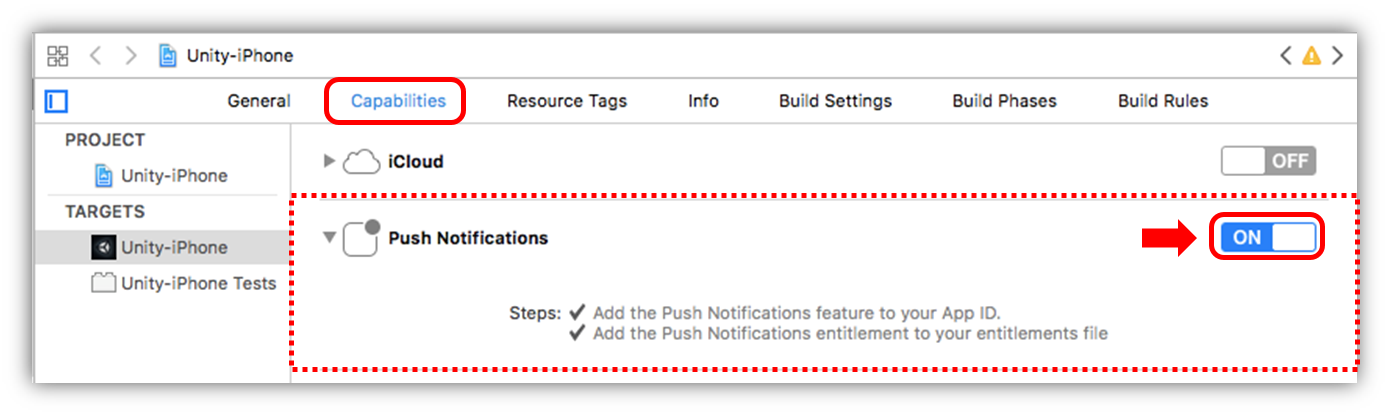 Unity-iPhone
General Capabilities Resource Tags Info Build Settings Build Phases Build Rules
PROJECT
Unity-iPhone
TARGETS
Unity-iPhone
Unity-iPhone Tests
iCloud OFF
Push Notifications ON
Steps: ✔ Add the Push Notifications feature to your App ID.
✔ Add the Push Notifications entitlement to your entitlements file